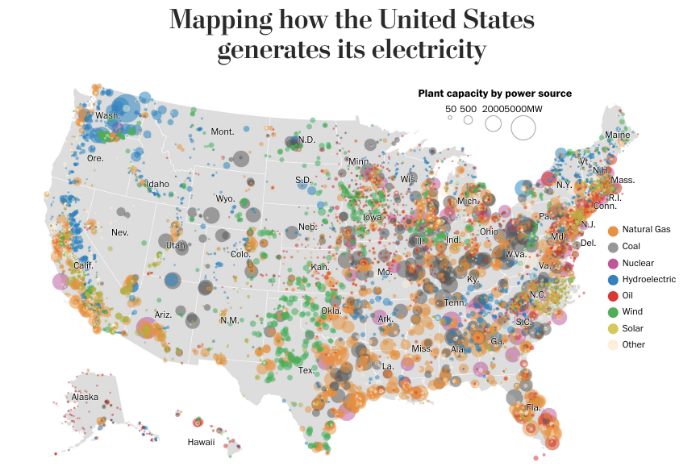 Mapping how the United States
generates its electricity
Plant capacity by power source
50 500 2000 5000MW
Wash.
Mont.
N.D.
Minn.
Maine
Ore.
Idaho
S.D.
Wis.
Vt.
N.H.
N.Y.
Mass.
R.I.
Conn.
Wyo.
Iowa
Mich.
Nev.
Utah
Colo.
Neb.
Ill.
Ind.
Ohio
Pa.
N.J.
Md.
Del.
W.Va.
Va.
Calif.
Kan.
Mo.
Ky.
Ariz.
N.M.
Okla.
Ark.
Tenn.
N.C.
S.C.
Tex.
La.
Miss.
Ala.
Ga.
Fla.
Alaska
Hawaii
Natural Gas
Coal
Nuclear
Hydroelectric
Oil
Wind
Solar
Other